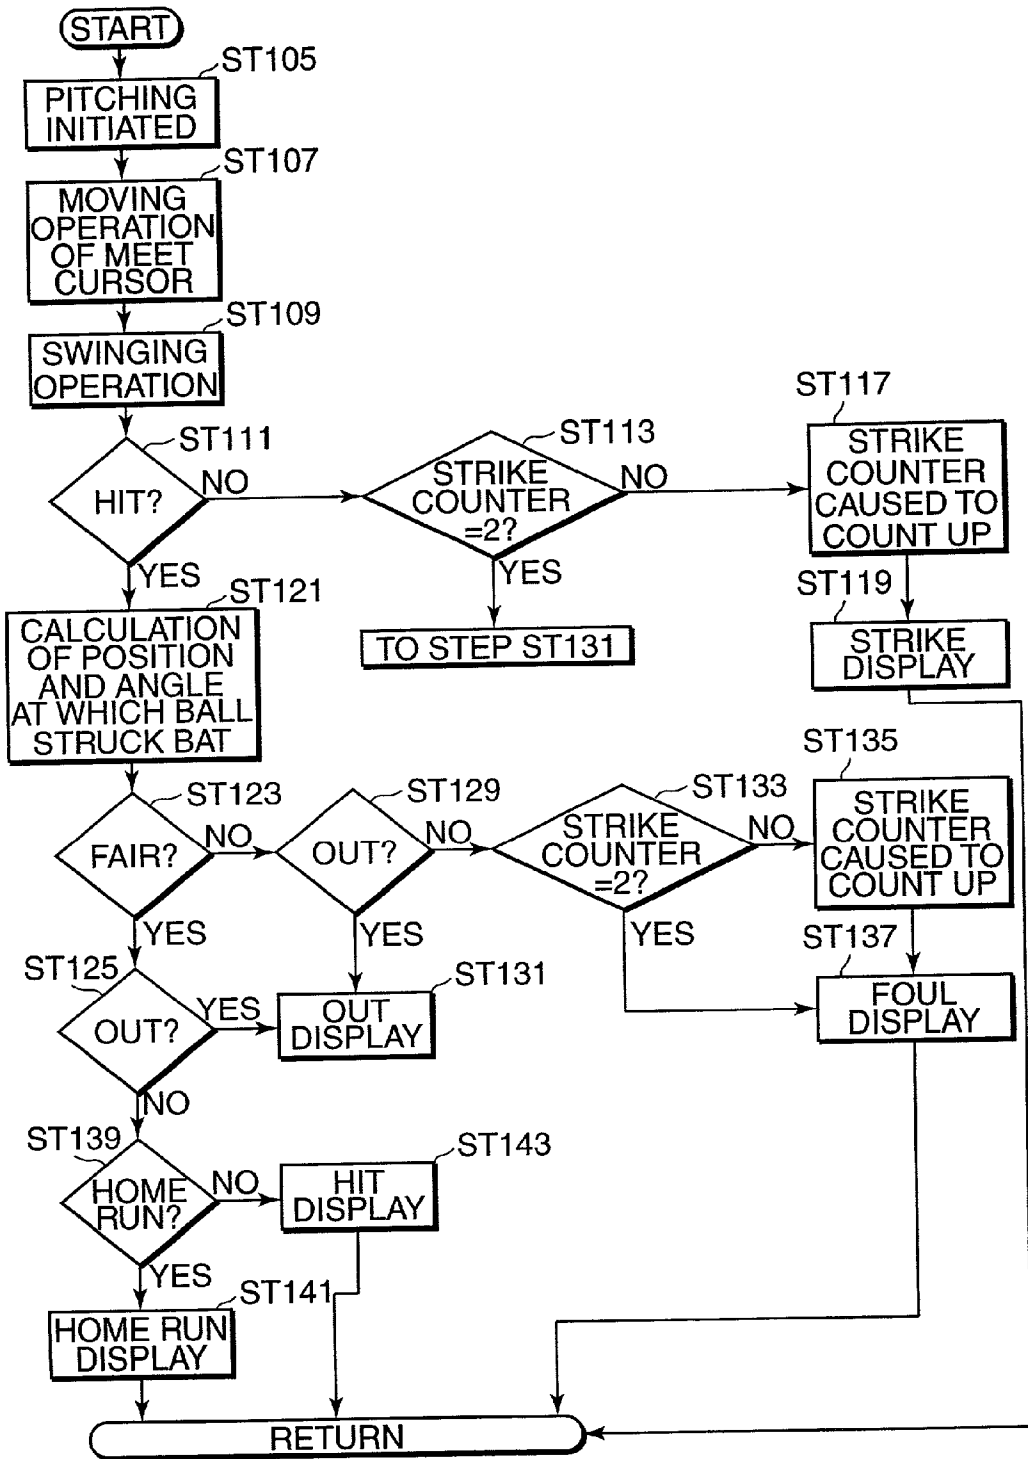 START
ST105
PITCHING
INITIATED
ST107
MOVING
OPERATION
OF MEET
CURSOR
ST109
SWINGING
OPERATION
ST111
HIT?
NO
YES
ST113
STRIKE
COUNTER
=2?
NO
YES
TO STEP ST131
ST117
STRIKE
COUNTER
CAUSED TO
COUNT UP
ST119
STRIKE
DISPLAY
ST121
CALCULATION
OF POSITION
AND ANGLE
AT WHICH BALL
STRUCK BAT
ST123
FAIR?
NO
YES
ST129
OUT?
NO
YES
ST133
STRIKE
COUNTER
=2?
NO
YES
ST135
STRIKE
COUNTER
CAUSED TO
COUNT UP
ST137
FOUL
DISPLAY
ST125
OUT?
YES
NO
ST131
OUT
DISPLAY
ST139
HOME
RUN?
NO
YES
ST143
HIT
DISPLAY
ST141
HOME RUN
DISPLAY
RETURN